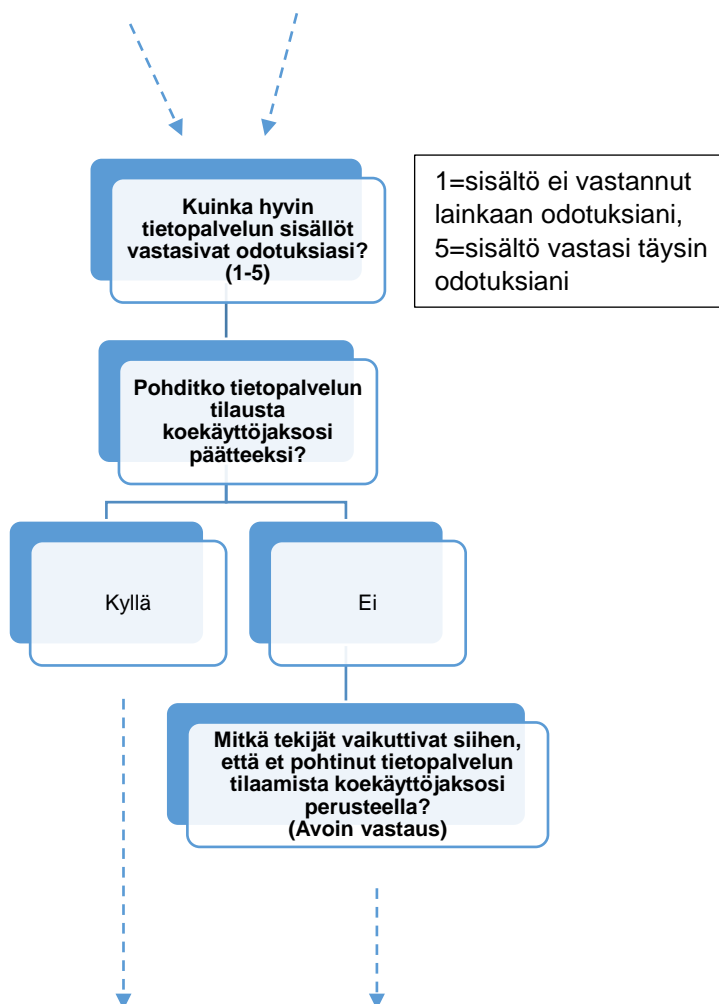 Kuinka hyvin
tietopalvelun sisällöt
vastasivat odotuksiasi?
(1-5)
1=sisältö ei vastannut
lainkaan odotuksiani,
5=sisältö vastasi täysin
odotuksiani
Pohditko tietopalvelun
tilausta
koekäyttöjaksosi
päätteeksi?
Kyllä
Ei
Mitkä tekijät vaikuttivat siihen,
että et pohtinut tietopalvelun
tilaamista koekäyttöjaksosi
perusteella?
(Avoin vastaus)